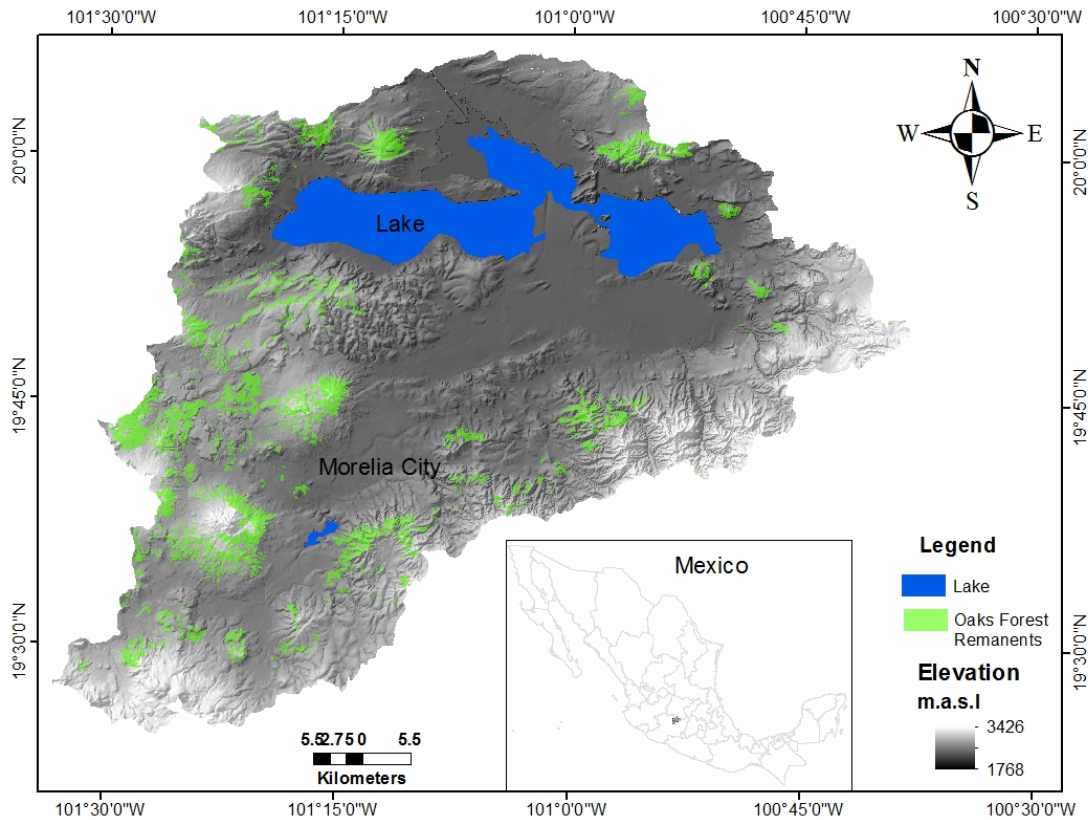 101°30'0"W 101°15'0"W 101°0'0"W 100°45'0"W 100°30'0"W
N
W E
S
20°0'0"N
20°0'0"N
Lake
19°45'0"N
19°45'0"N
Morelia City
Mexico
Legend
Lake
Oaks Forest
Remanents
19°30'0"N
19°30'0"N
Elevation
m.a.s.l
3426
1768
5.52.75 0 5.5
Kilometers
101°30'0"W 101°15'0"W 101°0'0"W 100°45'0"W 100°30'0"W